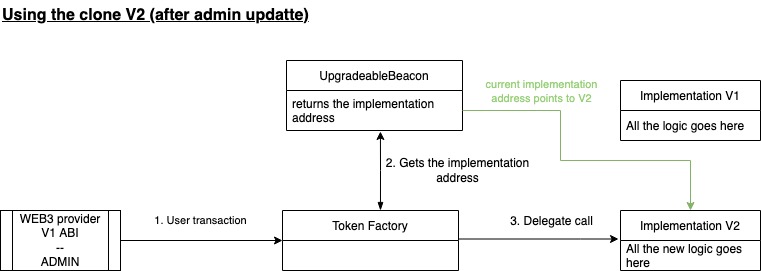 Using the clone V2 (after admin updatte)
UpgradeableBeacon
returns the implementation
address
current implementation
address points to V2
Implementation V1
All the logic goes here
2. Gets the implementation
address
WEB3 provider
V1 ABI
--
ADMIN
1. User transaction
Token Factory
3. Delegate call
Implementation V2
All the new logic goes
here